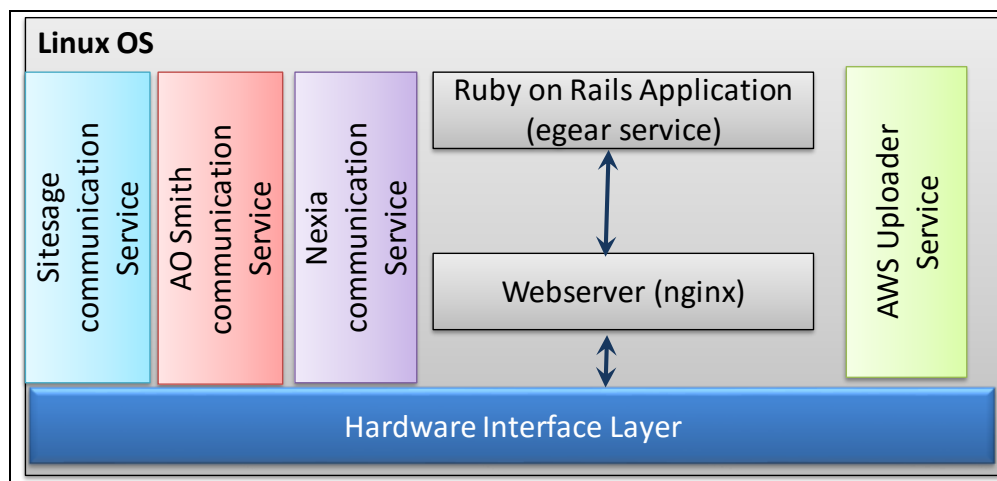 Linux OS
Sitesage
communication
Service
AO Smith
communication
Service
Nexia
communication
Service
Ruby on Rails Application
(egear service)
Webserver (nginx)
AWS Uploader
Service
Hardware Interface Layer